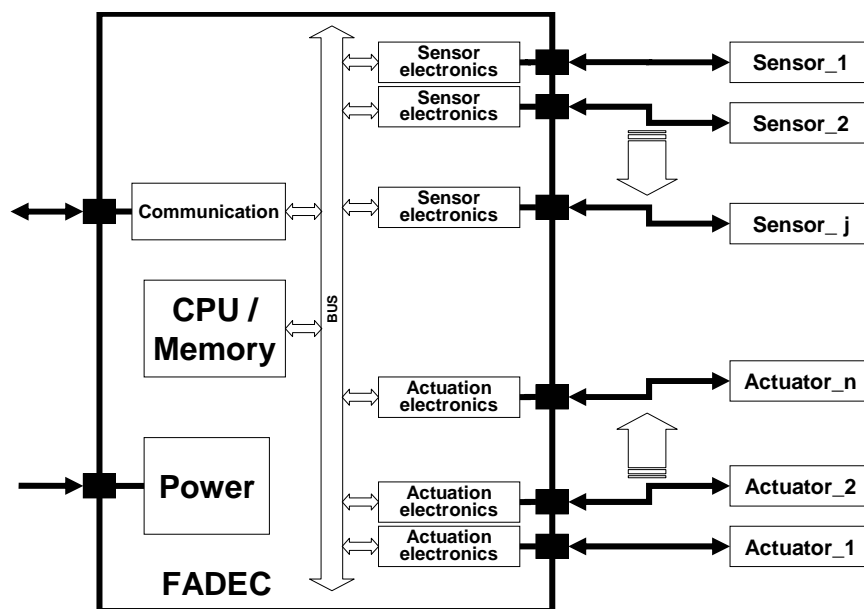 Sensor
electronics
Sensor_1
Sensor
electronics
Sensor_2
Communication
Sensor
electronics
Sensor_ j
CPU /
Memory
BUS
Actuation
electronics
Actuator_n
Power
Actuation
electronics
Actuator_2
Actuation
electronics
Actuator_1
FADEC